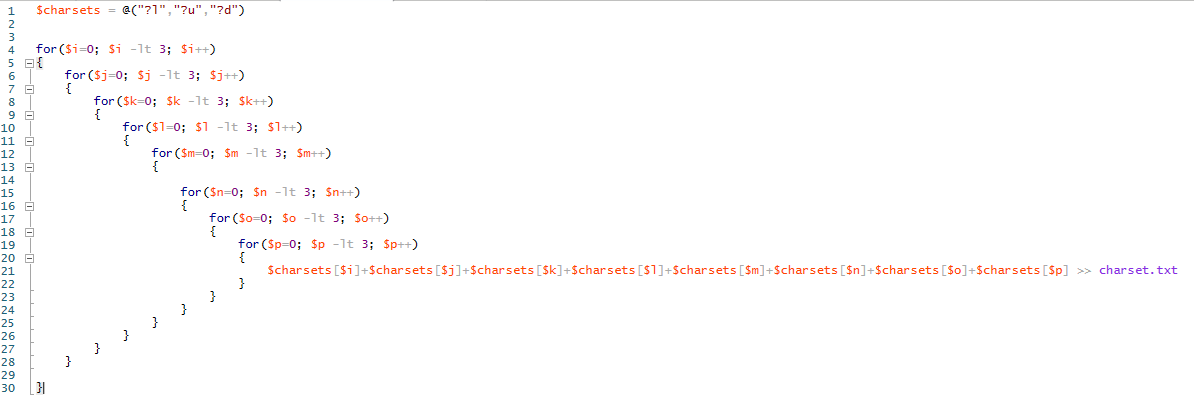 1 $charsets = @("?l","?u","?d")
2
3
4 for($i=0; $i -lt 3; $i++)
5 {
6 for($j=0; $j -lt 3; $j++)
7 {
8 for($k=0; $k -lt 3; $k++)
9 {
10 for($l=0; $l -lt 3; $l++)
11 {
12 for($m=0; $m -lt 3; $m++)
13 {
14
15 for($n=0; $n -lt 3; $n++)
16 {
17 for($o=0; $o -lt 3; $o++)
18 {
19 for($p=0; $p -lt 3; $p++)
20 {
21 $charsets[$i]+$charsets[$j]+$charsets[$k]+$charsets[$l]+$charsets[$m]+$charsets[$n]+$charsets[$o]+$charsets[$p] >> charset.txt
22 }
23 }
24 }
25 }
26 }
27 }
28 }
29
30 }